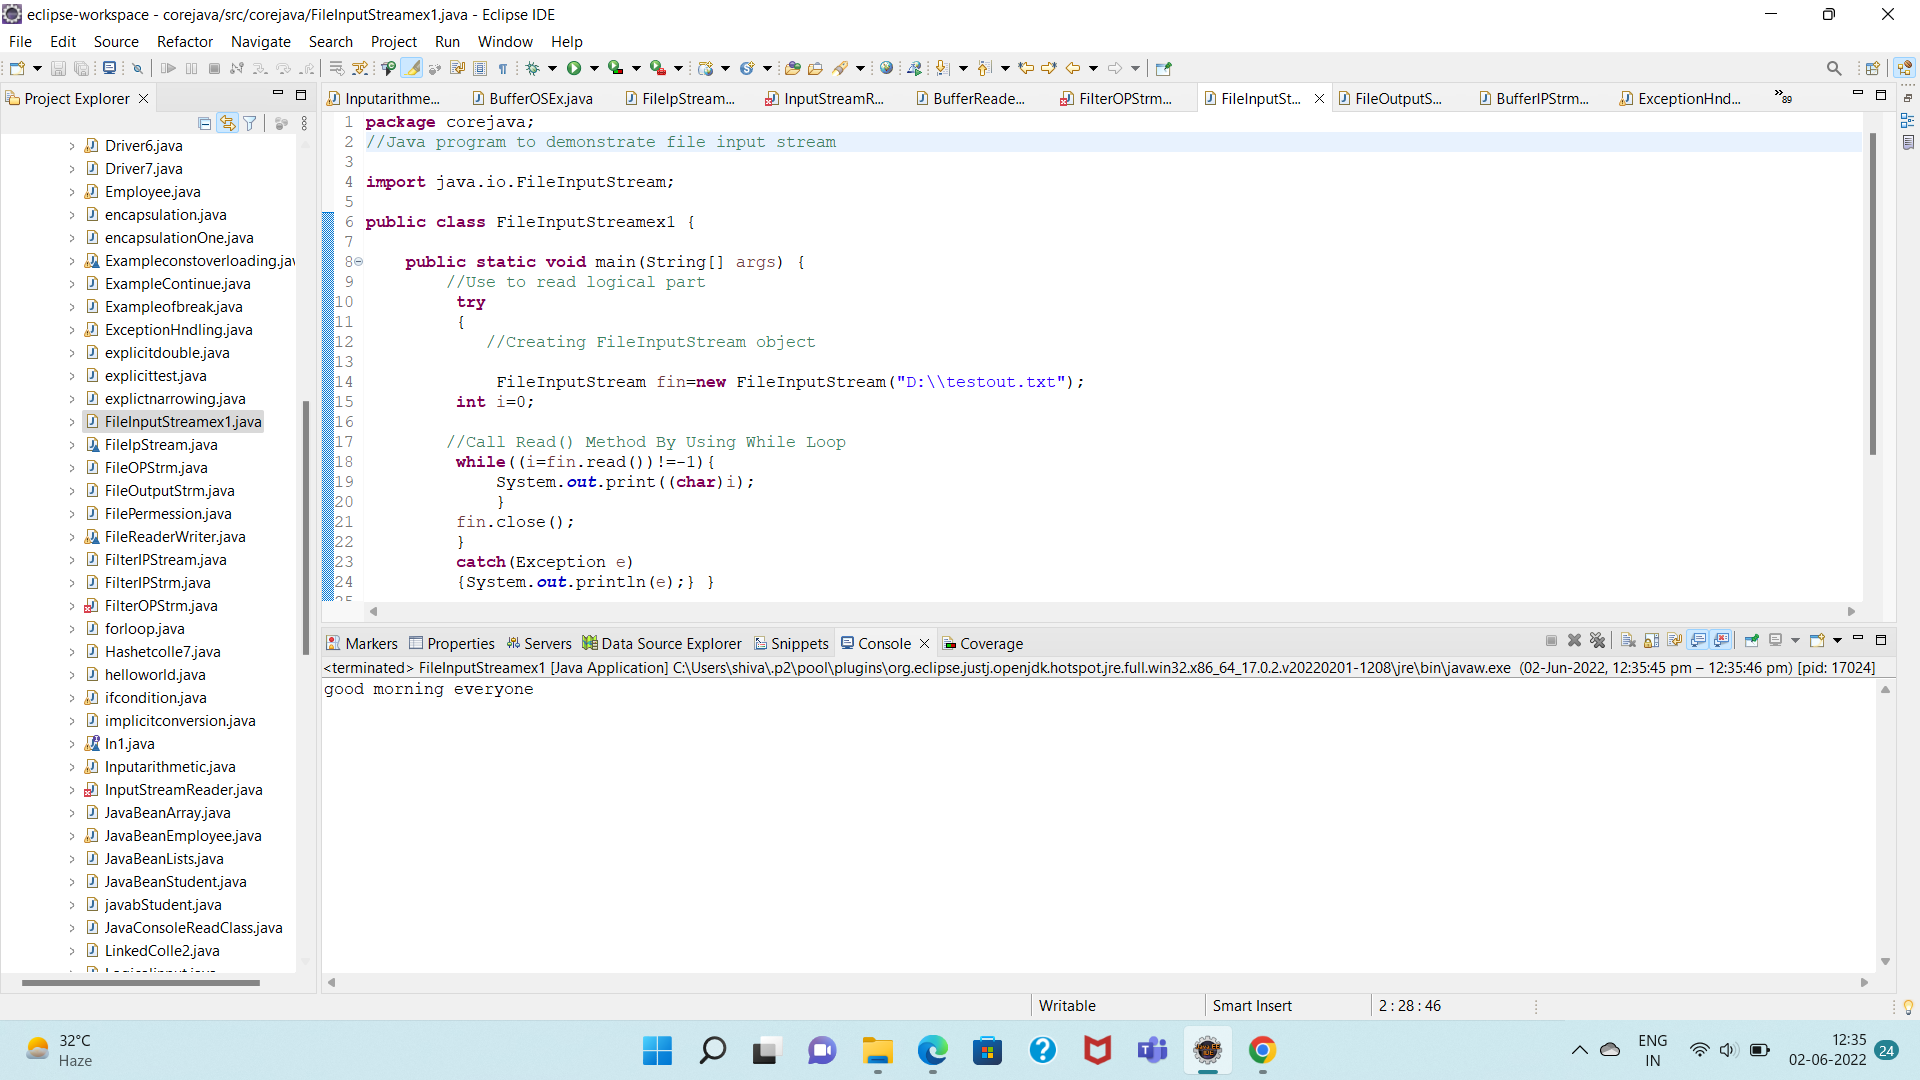 eclipse-workspace - corejava/src/corejava/FileInputStreamex1.java - Eclipse IDE
File Edit Source Refactor Navigate Search Project Run Window Help
Project Explorer
Inputarithme... BufferOSEx.java FileIpStream... InputStreamR... BufferReade... FilterOPStrm... FileInputSt... FileOutputS... BufferIPStrm... ExceptionHnd... »89
Driver6.java
Driver7.java
Employee.java
encapsulation.java
encapsulationOne.java
Exampleconstoverloading.jav
ExampleContinue.java
Exampleofbreak.java
ExceptionHndling.java
explicitdouble.java
explicittest.java
explictnarrowing.java
FileInputStreamex1.java
FileIpStream.java
FileOPStrm.java
FileOutputStrm.java
FilePermession.java
FileReaderWriter.java
FilterIPStream.java
FilterIPStrm.java
FilterOPStrm.java
forloop.java
Hashetcolle7.java
helloworld.java
ifcondition.java
implicitconversion.java
In1.java
Inputarithmetic.java
InputStreamReader.java
JavaBeanArray.java
JavaBeanEmployee.java
JavaBeanLists.java
JavaBeanStudent.java
javabStudent.java
JavaConsoleReadClass.java
LinkedColle2.java
1 package corejava;
2 //Java program to demonstrate file input stream
3
4 import java.io.FileInputStream;
5
6 public class FileInputStreamex1 {
7
8 public static void main(String[] args) {
9 //Use to read logical part
10 try
11 {
12 //Creating FileInputStream object
13
14 FileInputStream fin=new FileInputStream("D:\\testout.txt");
15 int i=0;
16
17 //Call Read() Method By Using While Loop
18 while((i=fin.read())!=-1){
19 System.out.print((char)i);
20 }
21 fin.close();
22 }
23 catch(Exception e)
24 {System.out.println(e);} }
25
Markers Properties Servers Data Source Explorer Snippets Console Coverage
<terminated> FileInputStreamex1 [Java Application] C:\Users\shiva\.p2\pool\plugins\org.eclipse.justj.openjdk.hotspot.jre.full.win32.x86_64_17.0.2.v20220201-1208\jre\bin\javaw.exe (02-Jun-2022, 12:35:45 pm – 12:35:46 pm) [pid: 17024]
good morning everyone
Writable Smart Insert 2 : 28 : 46
32°C
Haze
ENG
IN
12:35
02-06-2022
24